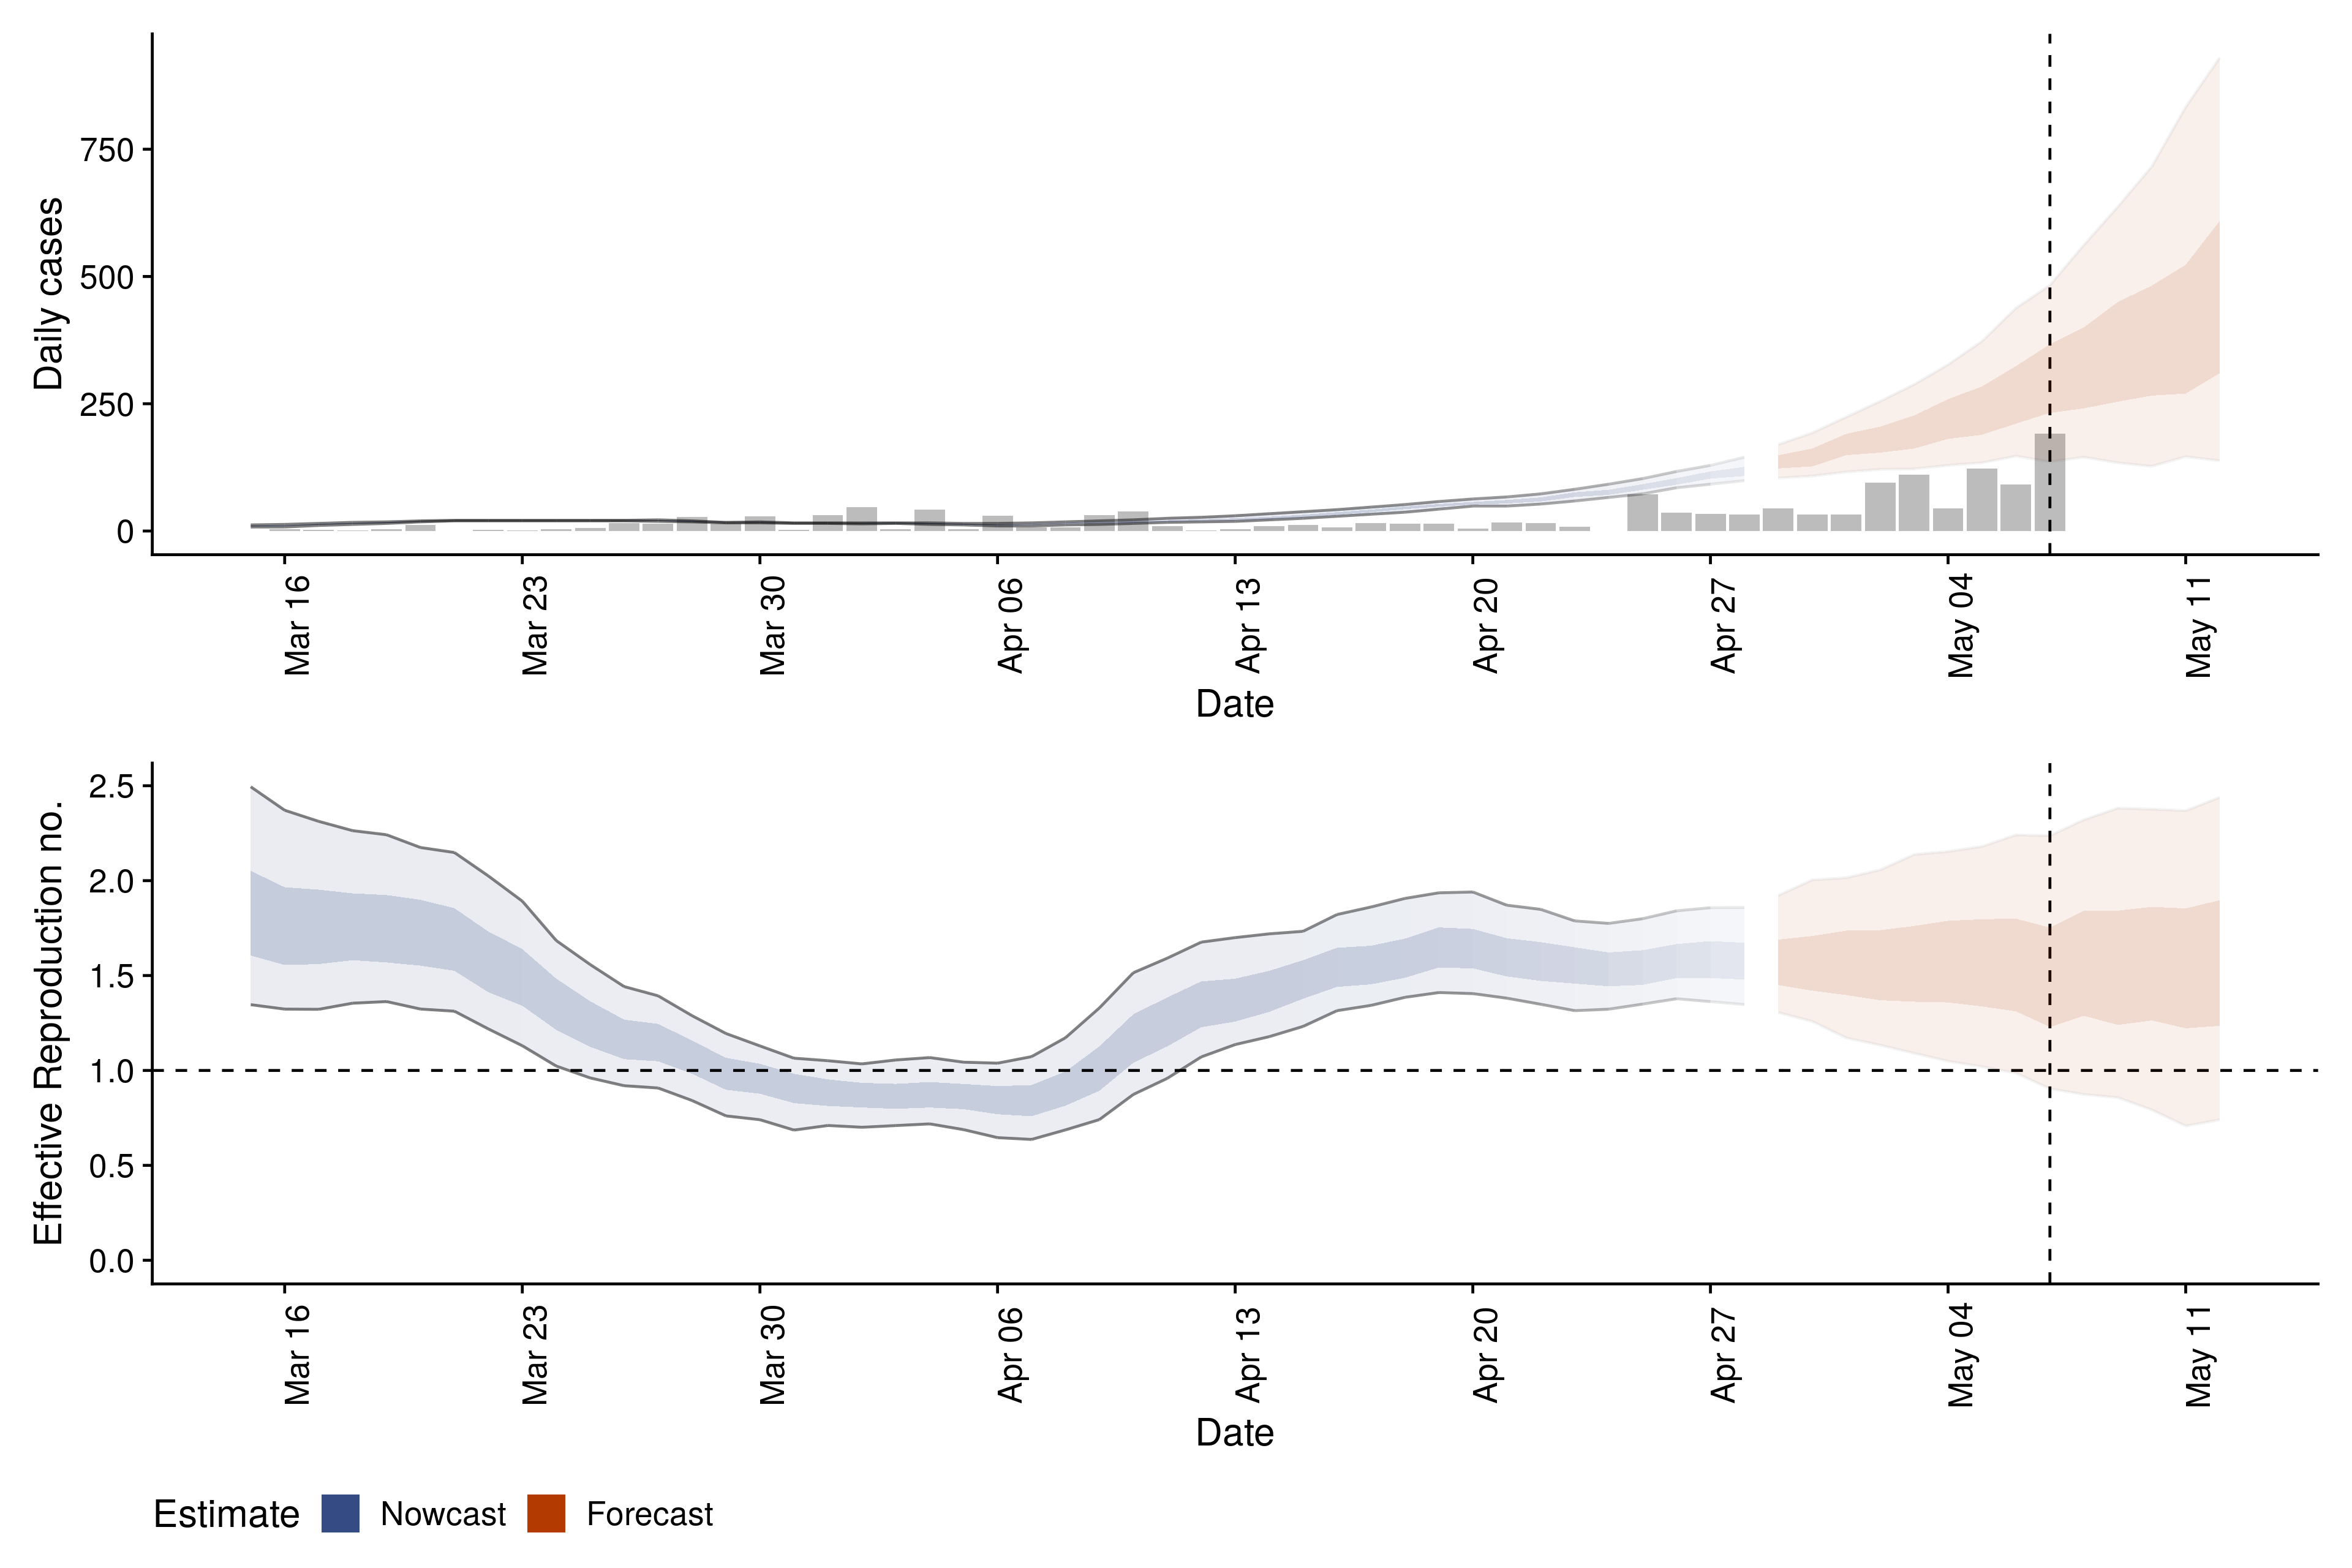 Daily cases
750
500
250
0
Mar 16
Mar 23
Mar 30
Apr 06
Apr 13
Apr 20
Apr 27
May 04
May 11
Date
Effective Reproduction no.
2.5
2.0
1.5
1.0
0.5
0.0
Mar 16
Mar 23
Mar 30
Apr 06
Apr 13
Apr 20
Apr 27
May 04
May 11
Date
Estimate Nowcast Forecast